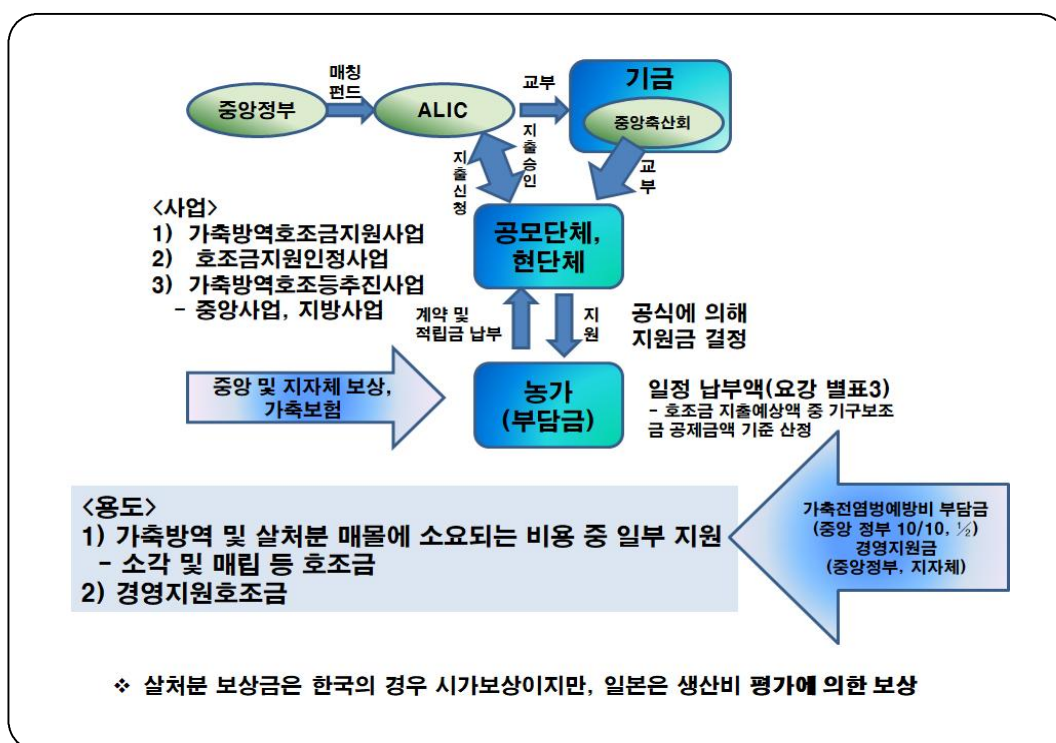 매칭
펀드
교부
기금
중앙정부
ALIC
중앙축산회
지출신청
지출승인
교부
<사업>
1) 가축방역호조금지원사업
2) 호조금지원인정사업
3) 가축방역호조등추진사업
- 중앙사업, 지방사업
공모단체,
현단체
계약 및
적립금 납부
지원
공식에 의해
지원금 결정
중앙 및 지자체 보상,
가축보험
농가
(부담금)
일정 납부액(요강 별표3)
- 호조금 지출예상액 중 기구보조
금 공제금액 기준 산정
<용도>
1) 가축방역 및 살처분 매몰에 소요되는 비용 중 일부 지원
- 소각 및 매립 등 호조금
2) 경영지원호조금
가축전염병예방비 부담금
(중앙 정부 10/10, ½)
경영지원금
(중앙정부, 지자체)
❖ 살처분 보상금은 한국의 경우 시가보상이지만, 일본은 생산비 평가에 의한 보상